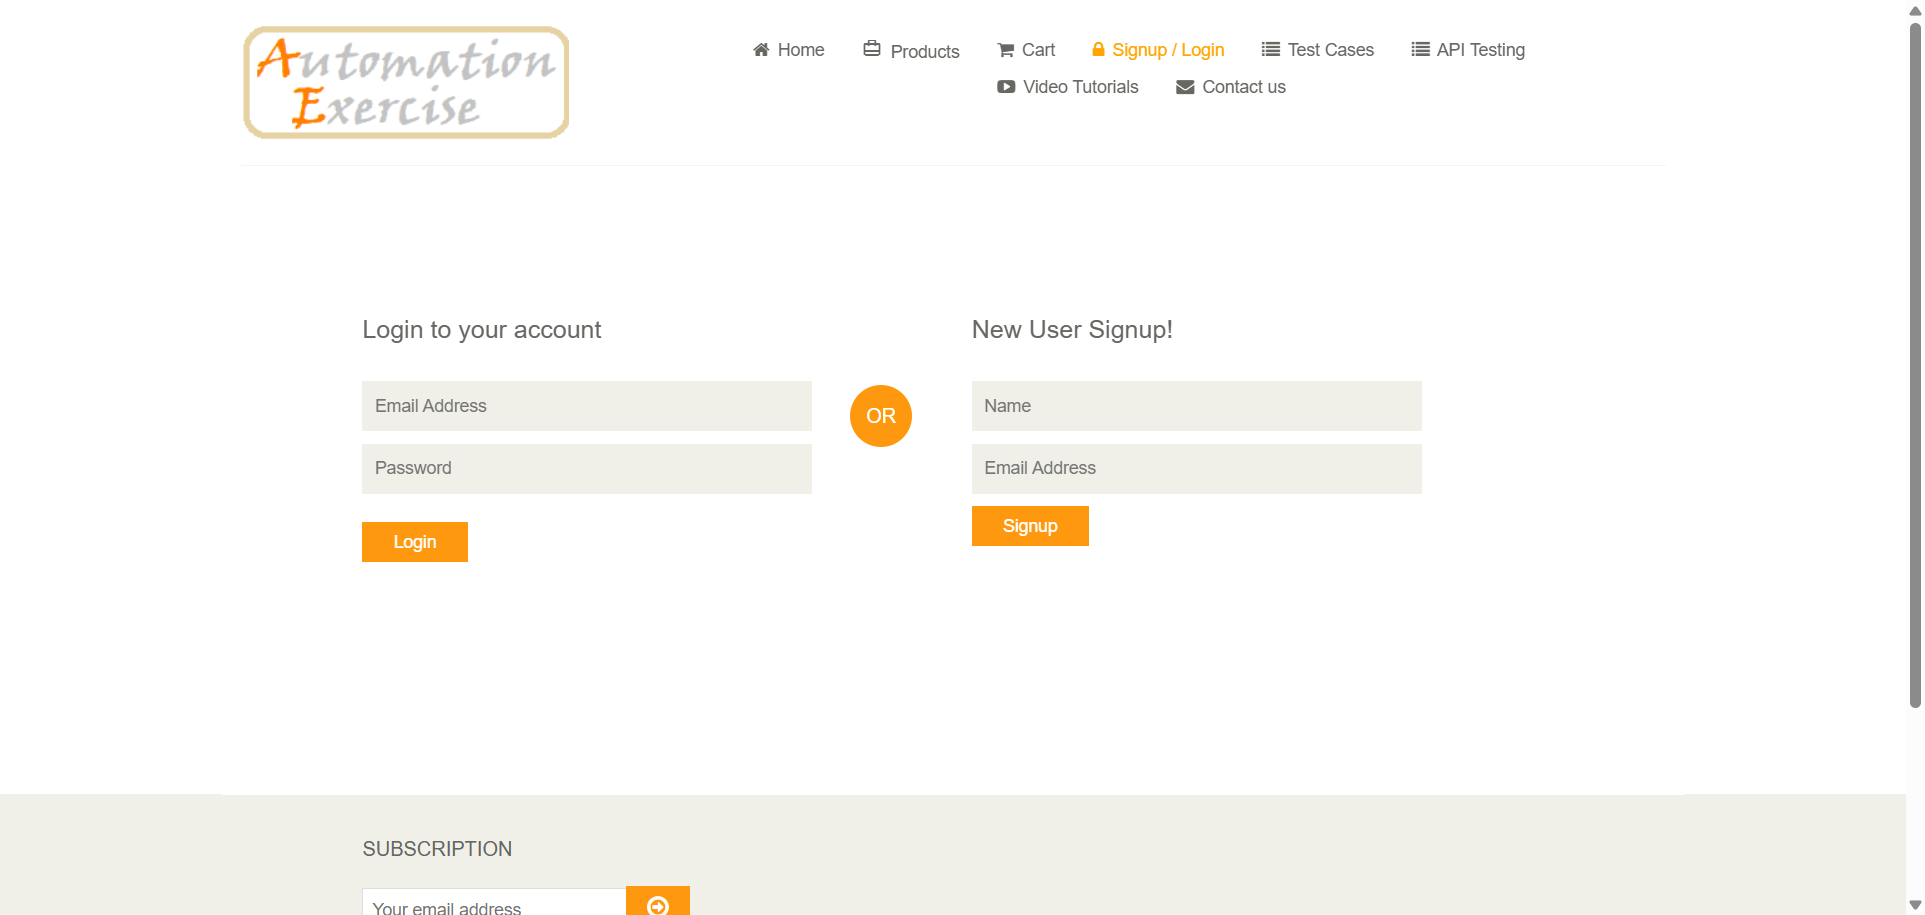 Automation
Exercise
Home
Products
Cart
Signup / Login
Test Cases
API Testing
Video Tutorials
Contact us
Login to your account
Email Address
Password
Login
OR
New User Signup!
Name
Email Address
Signup
SUBSCRIPTION
Your email address